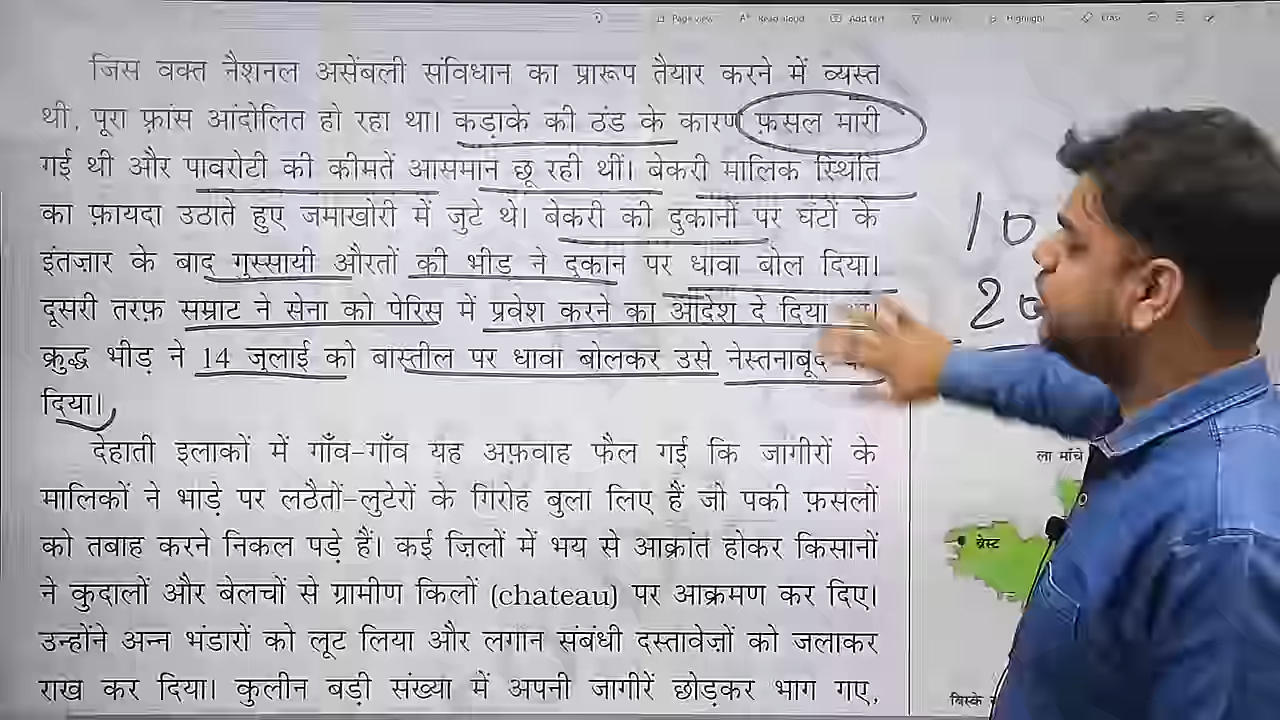 Page view Read aloud Add text Draw Highlight Erase
जिस वक्त नैशनल असेंबली संविधान का प्रारूप तैयार करने में व्यस्त
थी, पूरा फ़्रांस आंदोलित हो रहा था। कड़ाके की ठंड के कारण फ़सल मारी
गई थी और पावरोटी की कीमतें आसमान छू रही थीं। बेकरी मालिक स्थिति
का फ़ायदा उठाते हुए जमाखोरी में जुटे थे। बेकरी की दुकानों पर घंटों के
इंतज़ार के बाद गुस्सायी औरतों की भीड़ ने दुकान पर धावा बोल दिया।
दूसरी तरफ़ सम्राट ने सेना को पेरिस में प्रवेश करने का आदेश दे दिया
क्रुद्ध भीड़ ने 14 जुलाई को बास्तील पर धावा बोलकर उसे नेस्तनाबूद
दिया।
देहाती इलाकों में गाँव-गाँव यह अफ़वाह फैल गई कि जागीरों के
मालिकों ने भाड़े पर लठैतों-लुटेरों के गिरोह बुला लिए हैं जो पकी फ़सलों
को तबाह करने निकल पड़े हैं। कई ज़िलों में भय से आक्रांत होकर किसानों
ने कुदालों और बेलचों से ग्रामीण किलों (chateau) पर आक्रमण कर दिए।
उन्होंने अन्न भंडारों को लूट लिया और लगान संबंधी दस्तावेज़ों को जलाकर
राख कर दिया। कुलीन बड़ी संख्या में अपनी जागीरें छोड़कर भाग गए,
10
20
ला माँचे
ब्रेस्ट
बिस्के